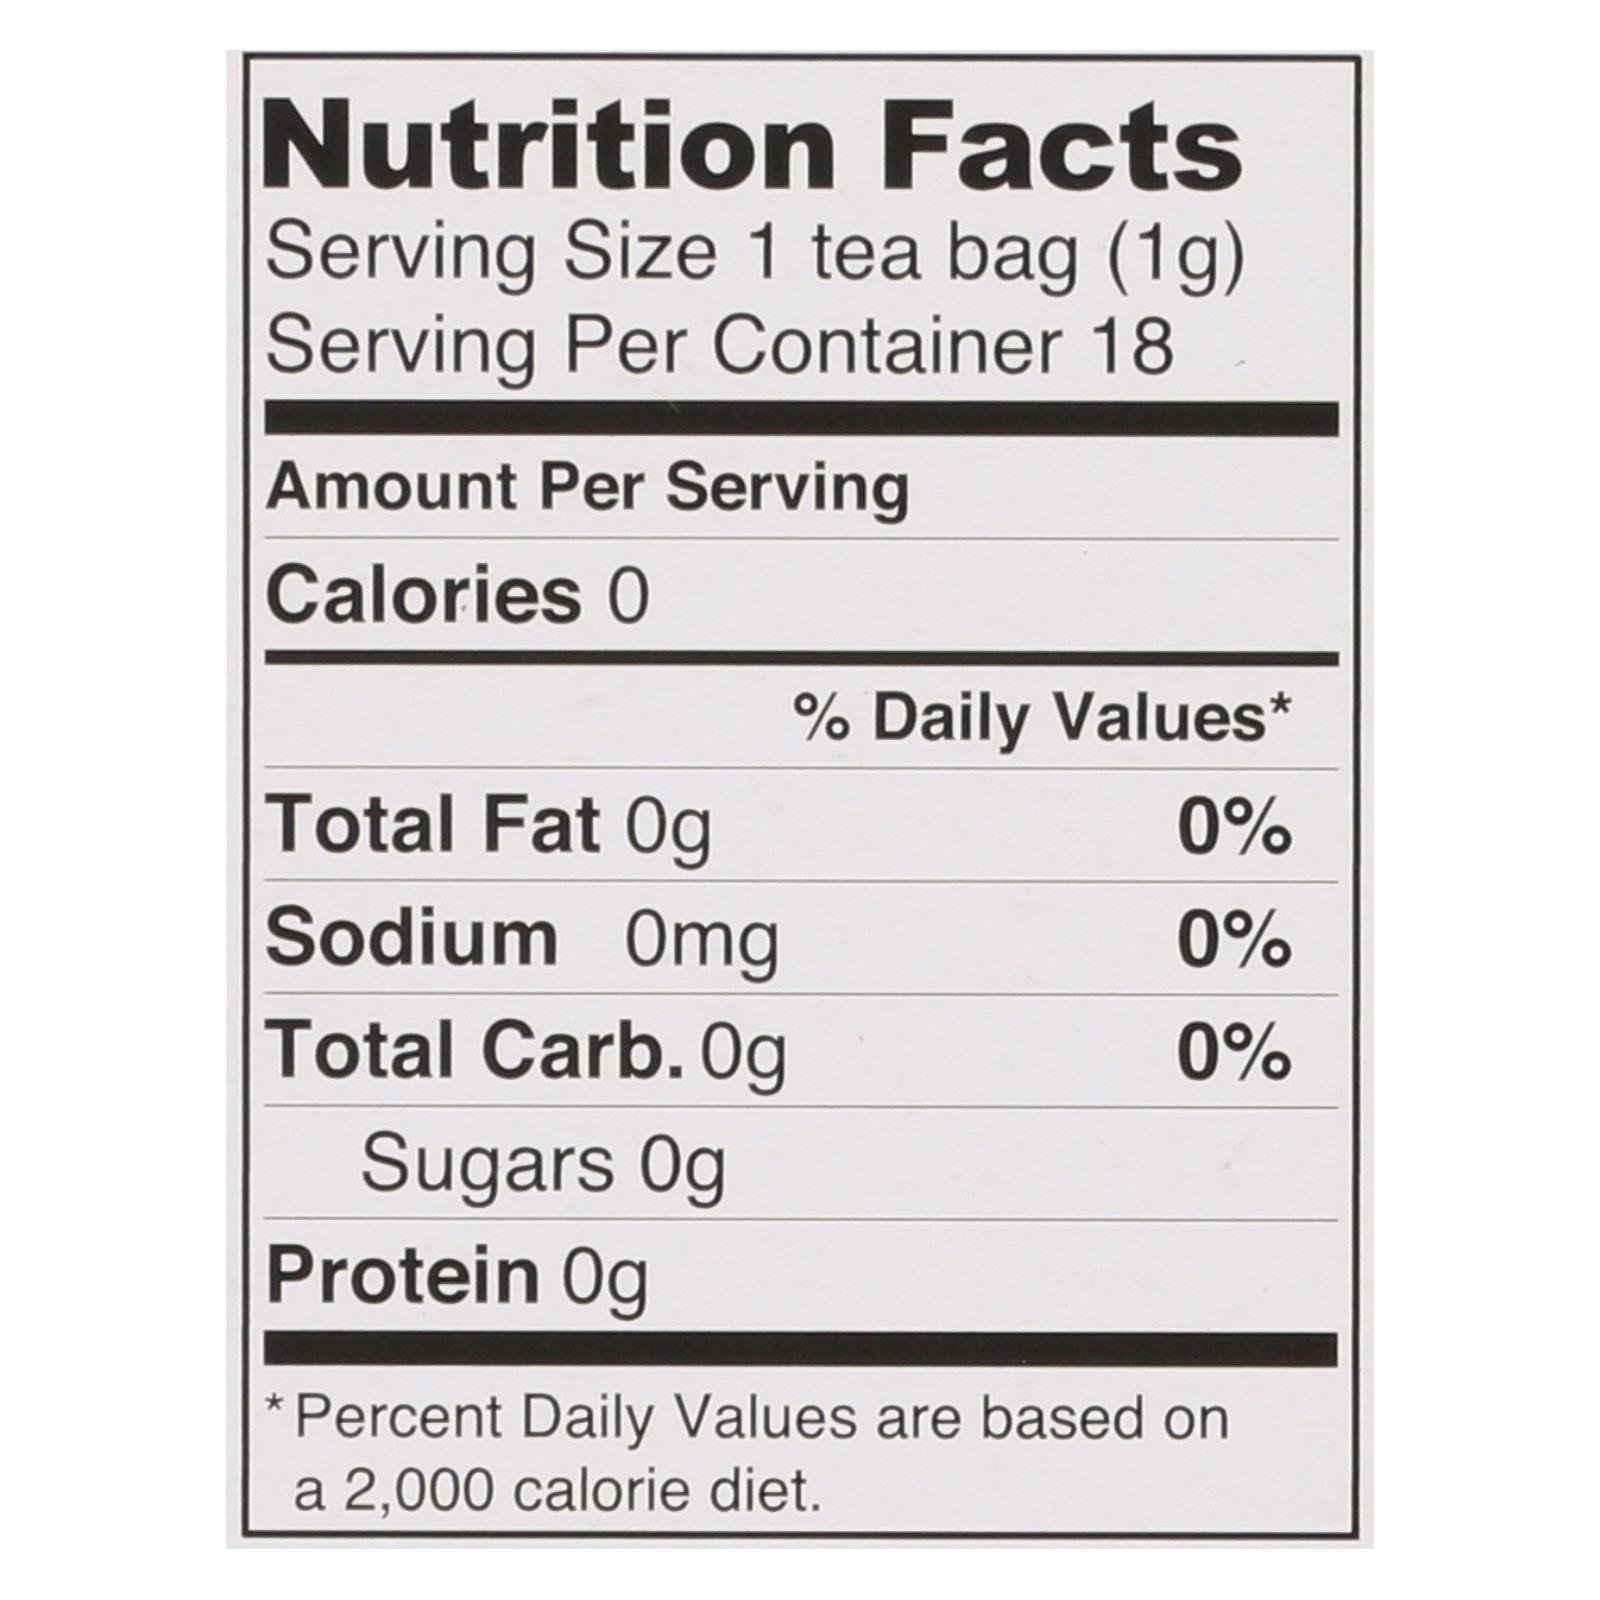 Nutrition Facts
Serving Size 1 tea bag (1g)
Serving Per Container 18
Amount Per Serving
Calories 0
% Daily Values*
Total Fat 0g 0%
Sodium 0mg 0%
Total Carb. 0g 0%
Sugars 0g
Protein 0g
* Percent Daily Values are based on
a 2,000 calorie diet.